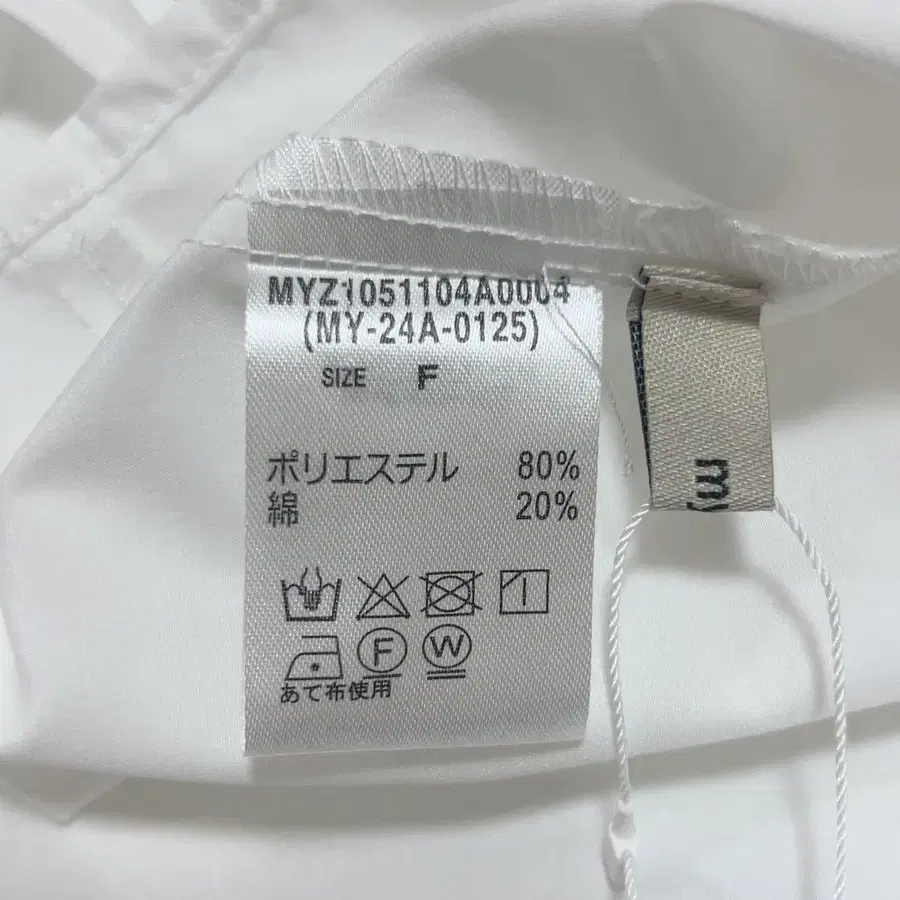 MYZ1051104A0004
(MY-24A-0125)
SIZE F
ポリエステル 80%
綿 20%
F W
あて布使用
my